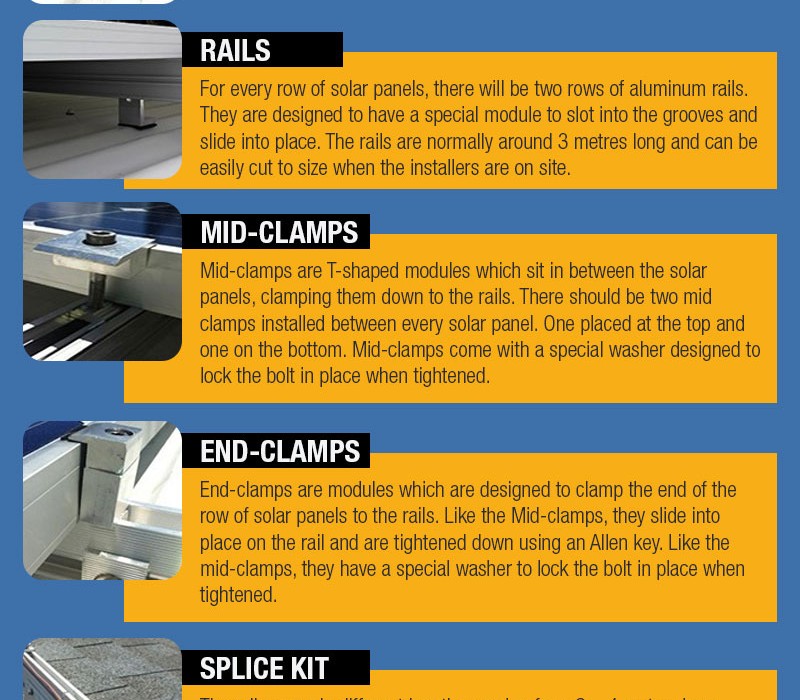 RAILS
For every row of solar panels, there will be two rows of aluminum rails.
They are designed to have a special module to slot into the grooves and
slide into place. The rails are normally around 3 metres long and can be
easily cut to size when the installers are on site.
MID-CLAMPS
Mid-clamps are T-shaped modules which sit in between the solar
panels, clamping them down to the rails. There should be two mid
clamps installed between every solar panel. One placed at the top and
one on the bottom. Mid-clamps come with a special washer designed to
lock the bolt in place when tightened.
END-CLAMPS
End-clamps are modules which are designed to clamp the end of the
row of solar panels to the rails. Like the Mid-clamps, they slide into
place on the rail and are tightened down using an Allen key. Like the
mid-clamps, they have a special washer to lock the bolt in place when
tightened.
SPLICE KIT